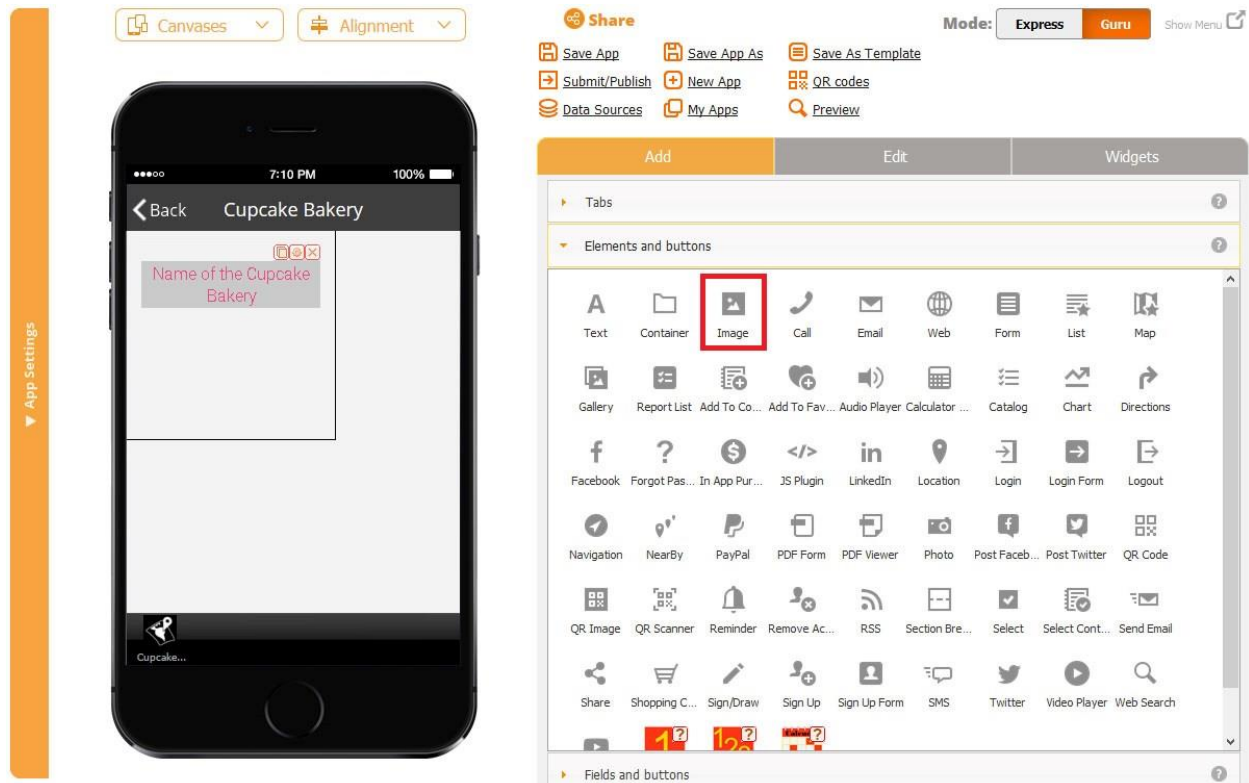 Canvases
Alignment
Share
Mode: Express Guru Show Menu
Save App Save App As Save As Template
Submit/Publish New App QR codes
Data Sources My Apps Preview
App Settings
7:10 PM 100%
Back Cupcake Bakery
Name of the Cupcake
Bakery
Cupcake...
Add Edit Widgets
Tabs ?
Elements and buttons ?
Text Container Image Call Email Web Form List Map
Gallery Report List Add To Co... Add To Fav... Audio Player Calculator ... Catalog Chart Directions
Facebook Forgot Pas... In App Pur... JS Plugin LinkedIn Location Login Login Form Logout
Navigation NearBy PayPal PDF Form PDF Viewer Photo Post Faceb... Post Twitter QR Code
QR Image QR Scanner Reminder Remove Ac... RSS Section Bre... Select Select Cont... Send Email
Share Shopping C... Sign/Draw Sign Up Sign Up Form SMS Twitter Video Player Web Search
Fields and buttons ?